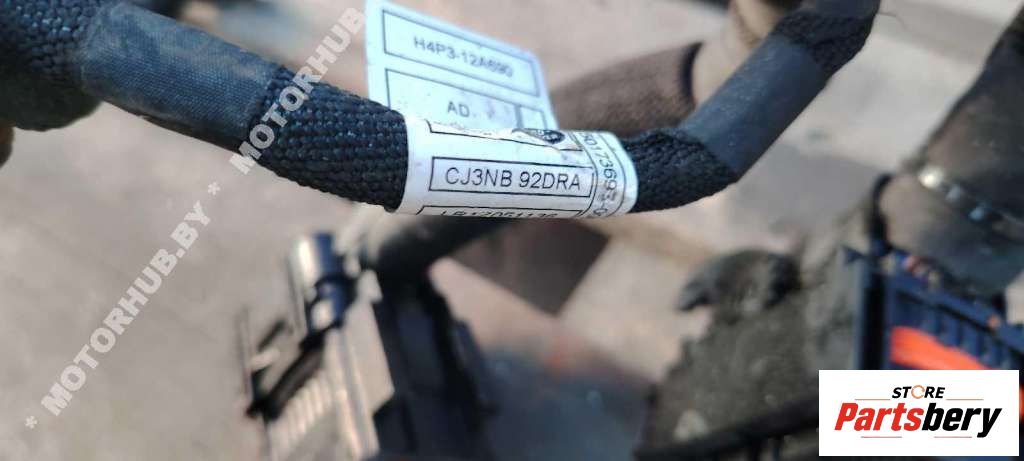 H4P3-12A690
AD
CJ3NB 92DRA
* MOTORHUB.BY * MOTORHUB
STORE
Partsbery